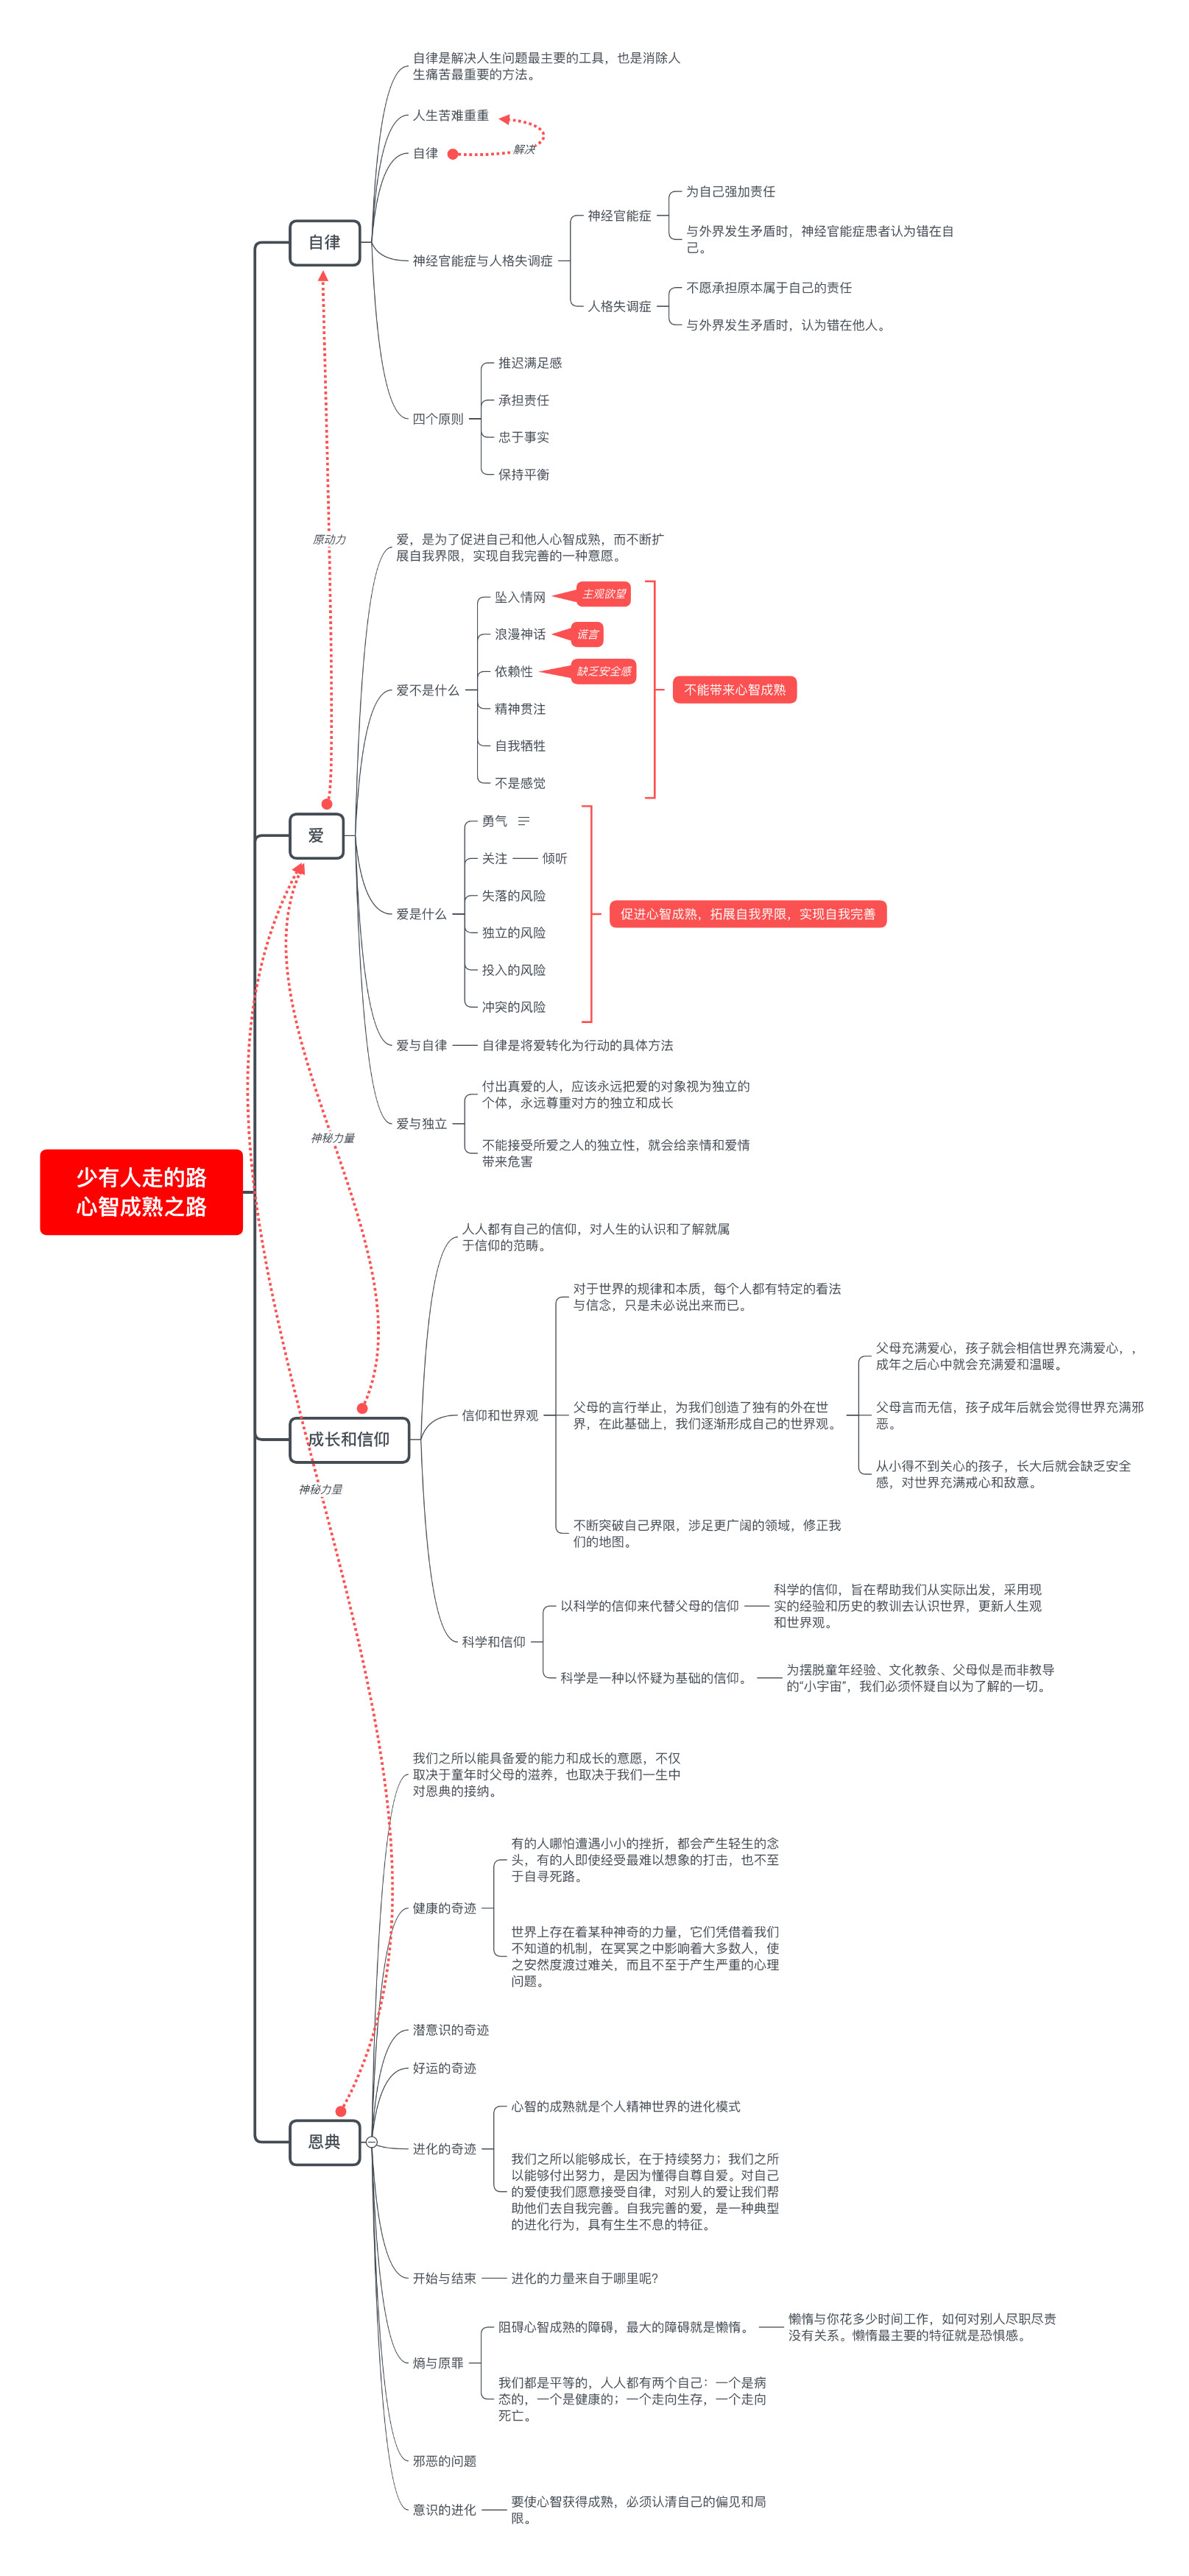 自律是解决人生问题最主要的工具，也是消除人
生痛苦最重要的方法。
人生苦难重重
自律
解决
自律
神经官能症与人格失调症
神经官能症
为自己强加责任
与外界发生矛盾时，神经官能症患者认为错在自
己。
人格失调症
不愿承担原本属于自己的责任
与外界发生矛盾时，认为错在他人。
四个原则
推迟满足感
承担责任
忠于事实
保持平衡
原动力
爱，是为了促进自己和他人心智成熟，而不断扩
展自我界限，实现自我完善的一种意愿。
爱不是什么
坠入情网
主观欲望
浪漫神话
谎言
依赖性
缺乏安全感
精神贯注
自我牺牲
不是感觉
不能带来心智成熟
爱
爱是什么
勇气
关注
倾听
失落的风险
独立的风险
投入的风险
冲突的风险
促进心智成熟，拓展自我界限，实现自我完善
爱与自律
自律是将爱转化为行动的具体方法
爱与独立
付出真爱的人，应该永远把爱的对象视为独立的
个体，永远尊重对方的独立和成长
不能接受所爱之人的独立性，就会给亲情和爱情
带来危害
神秘力量
少有人走的路
心智成熟之路
人人都有自己的信仰，对人生的认识和了解就属
于信仰的范畴。
信仰和世界观
对于世界的规律和本质，每个人都有特定的看法
与信念，只是未必说出来而已。
父母的言行举止，为我们创造了独有的外在世
界，在此基础上，我们逐渐形成自己的世界观。
父母充满爱心，孩子就会相信世界充满爱心，，
成年之后心中就会充满爱和温暖。
父母言而无信，孩子成年后就会觉得世界充满邪
恶。
从小得不到关心的孩子，长大后就会缺乏安全
感，对世界充满戒心和敌意。
不断突破自己界限，涉足更广阔的领域，修正我
们的地图。
成长和信仰
神秘力量
科学和信仰
以科学的信仰来代替父母的信仰
科学的信仰，旨在帮助我们从实际出发，采用现
实的经验和历史的教训去认识世界，更新人生观
和世界观。
科学是一种以怀疑为基础的信仰。
为摆脱童年经验、文化教条、父母似是而非教导
的“小宇宙”，我们必须怀疑自以为了解的一切。
我们之所以能具备爱的能力和成长的意愿，不仅
取决于童年时父母的滋养，也取决于我们一生中
对恩典的接纳。
健康的奇迹
有的人哪怕遭遇小小的挫折，都会产生轻生的念
头，有的人即使经受最难以想象的打击，也不至
于自寻死路。
世界上存在着某种神奇的力量，它们凭借着我们
不知道的机制，在冥冥之中影响着大多数人，使
之安然度渡过难关，而且不至于产生严重的心理
问题。
潜意识的奇迹
好运的奇迹
恩典
进化的奇迹
心智的成熟就是个人精神世界的进化模式
我们之所以能够成长，在于持续努力；我们之所
以能够付出努力，是因为懂得自尊自爱。对自己
的爱使我们愿意接受自律，对别人的爱让我们帮
助他们去自我完善。自我完善的爱，是一种典型
的进化行为，具有生生不息的特征。
开始与结束
进化的力量来自于哪里呢？
熵与原罪
阻碍心智成熟的障碍，最大的障碍就是懒惰。
懒惰与你花多少时间工作，如何对别人尽职尽责
没有关系。懒惰最主要的特征就是恐惧感。
我们都是平等的，人人都有两个自己：一个是病
态的，一个是健康的；一个走向生存，一个走向
死亡。
邪恶的问题
意识的进化
要使心智获得成熟，必须认清自己的偏见和局
限。